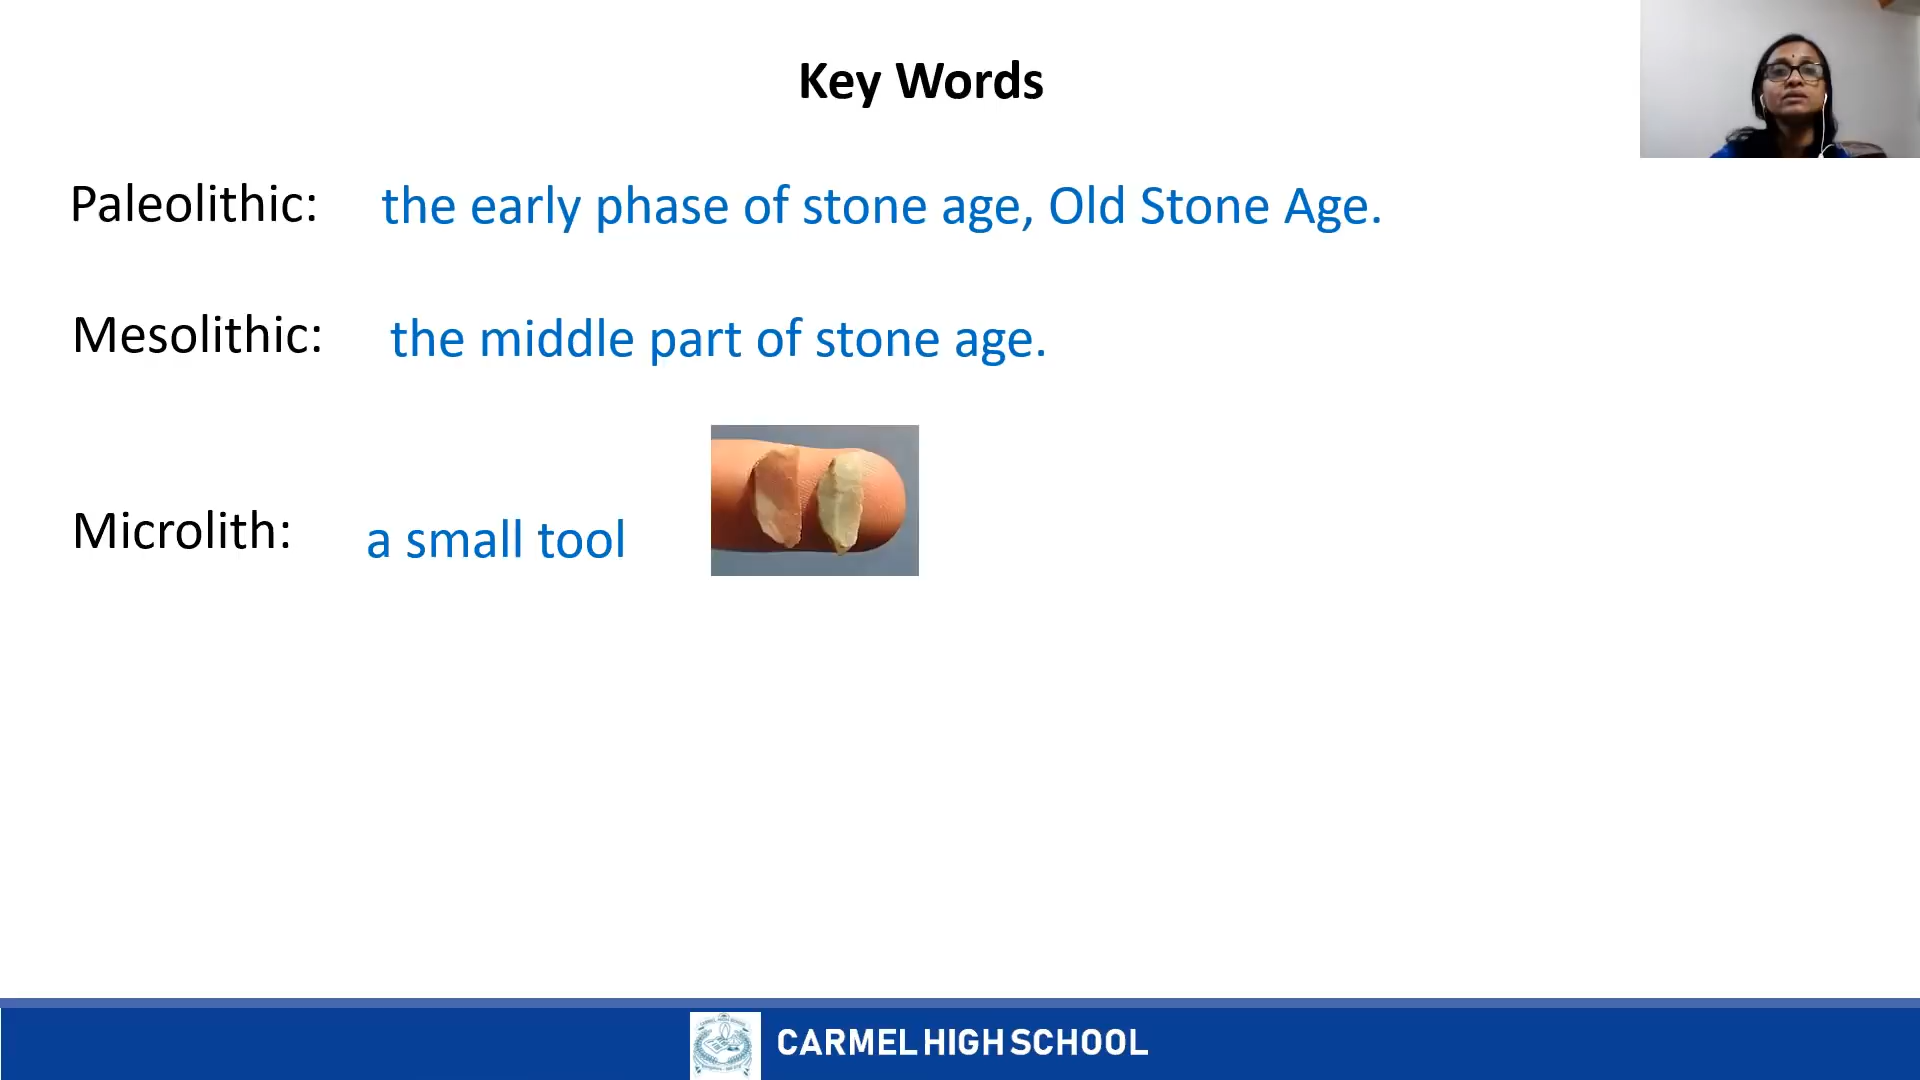 Key Words
Paleolithic: the early phase of stone age, Old Stone Age.
Mesolithic: the middle part of stone age.
Microlith: a small tool
CARMEL HIGH SCHOOL